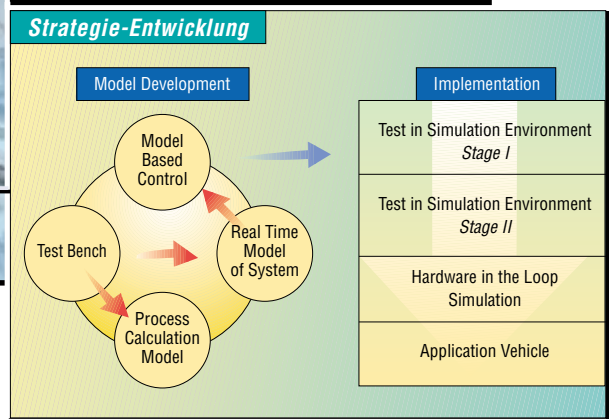 Strategie-Entwicklung
Model Development
Model
Based
Control
Test Bench
Real Time
Model
of System
Process
Calculation
Model
Implementation
Test in Simulation Environment
Stage I
Test in Simulation Environment
Stage II
Hardware in the Loop
Simulation
Application Vehicle